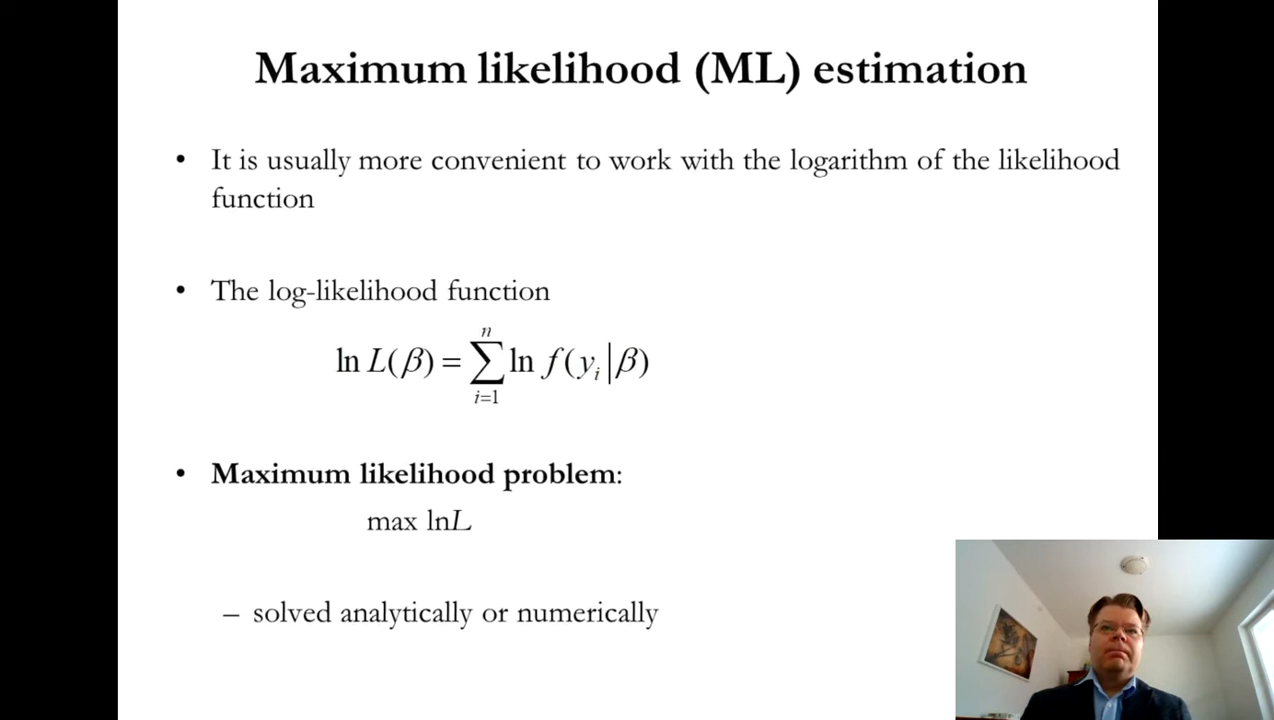 Maximum likelihood (ML) estimation
• It is usually more convenient to work with the logarithm of the likelihood
function
• The log-likelihood function
ln L(β) = ∑_{i=1}^{n} ln f(y_i | β)
• Maximum likelihood problem:
max lnL
– solved analytically or numerically